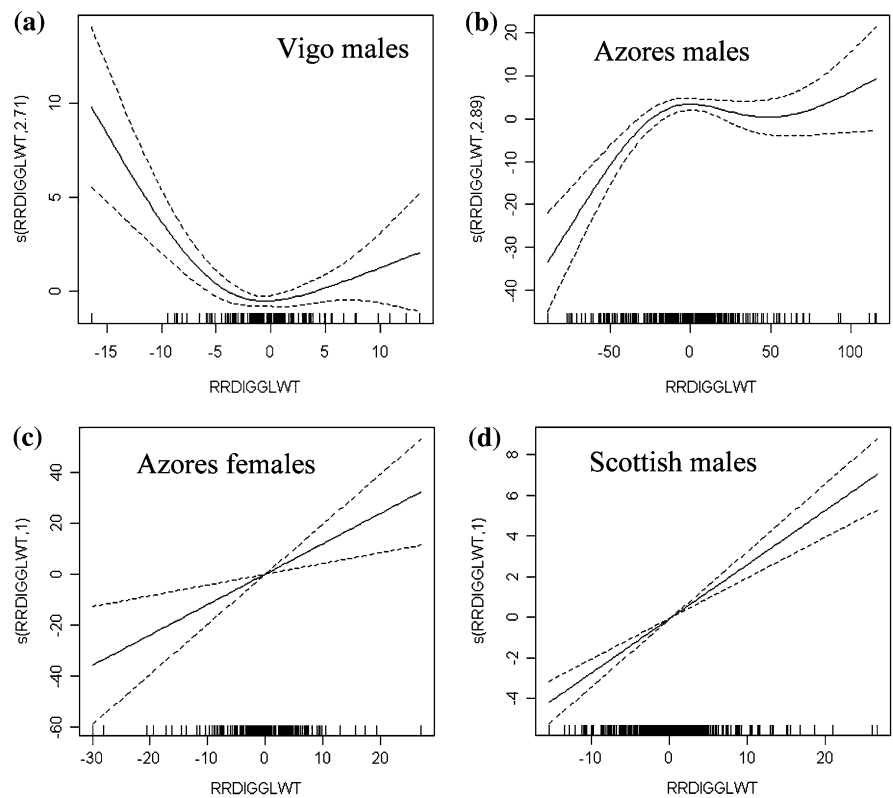 (a)
Vigo males
s(RRDIGGLWT,2.71)
10
5
0
-15 -10 -5 0 5 10
RRDIGGLWT
(b)
Azores males
s(RRDIGGLWT,2.89)
20
10
0
-10
-20
-30
-40
-50 0 50 100
RRDIGGLWT
(c)
Azores females
s(RRDIGGLWT,1)
40
20
0
-20
-40
-60
-30 -20 -10 0 10 20
RRDIGGLWT
(d)
Scottish males
s(RRDIGGLWT,1)
8
6
4
2
0
-2
-4
-10 0 10 20
RRDIGGLWT